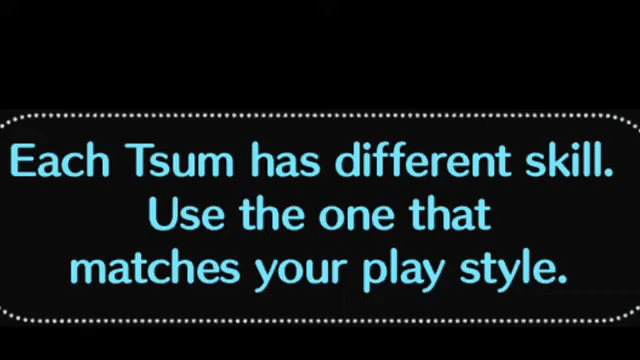 Each Tsum has different skill.
Use the one that
matches your play style.